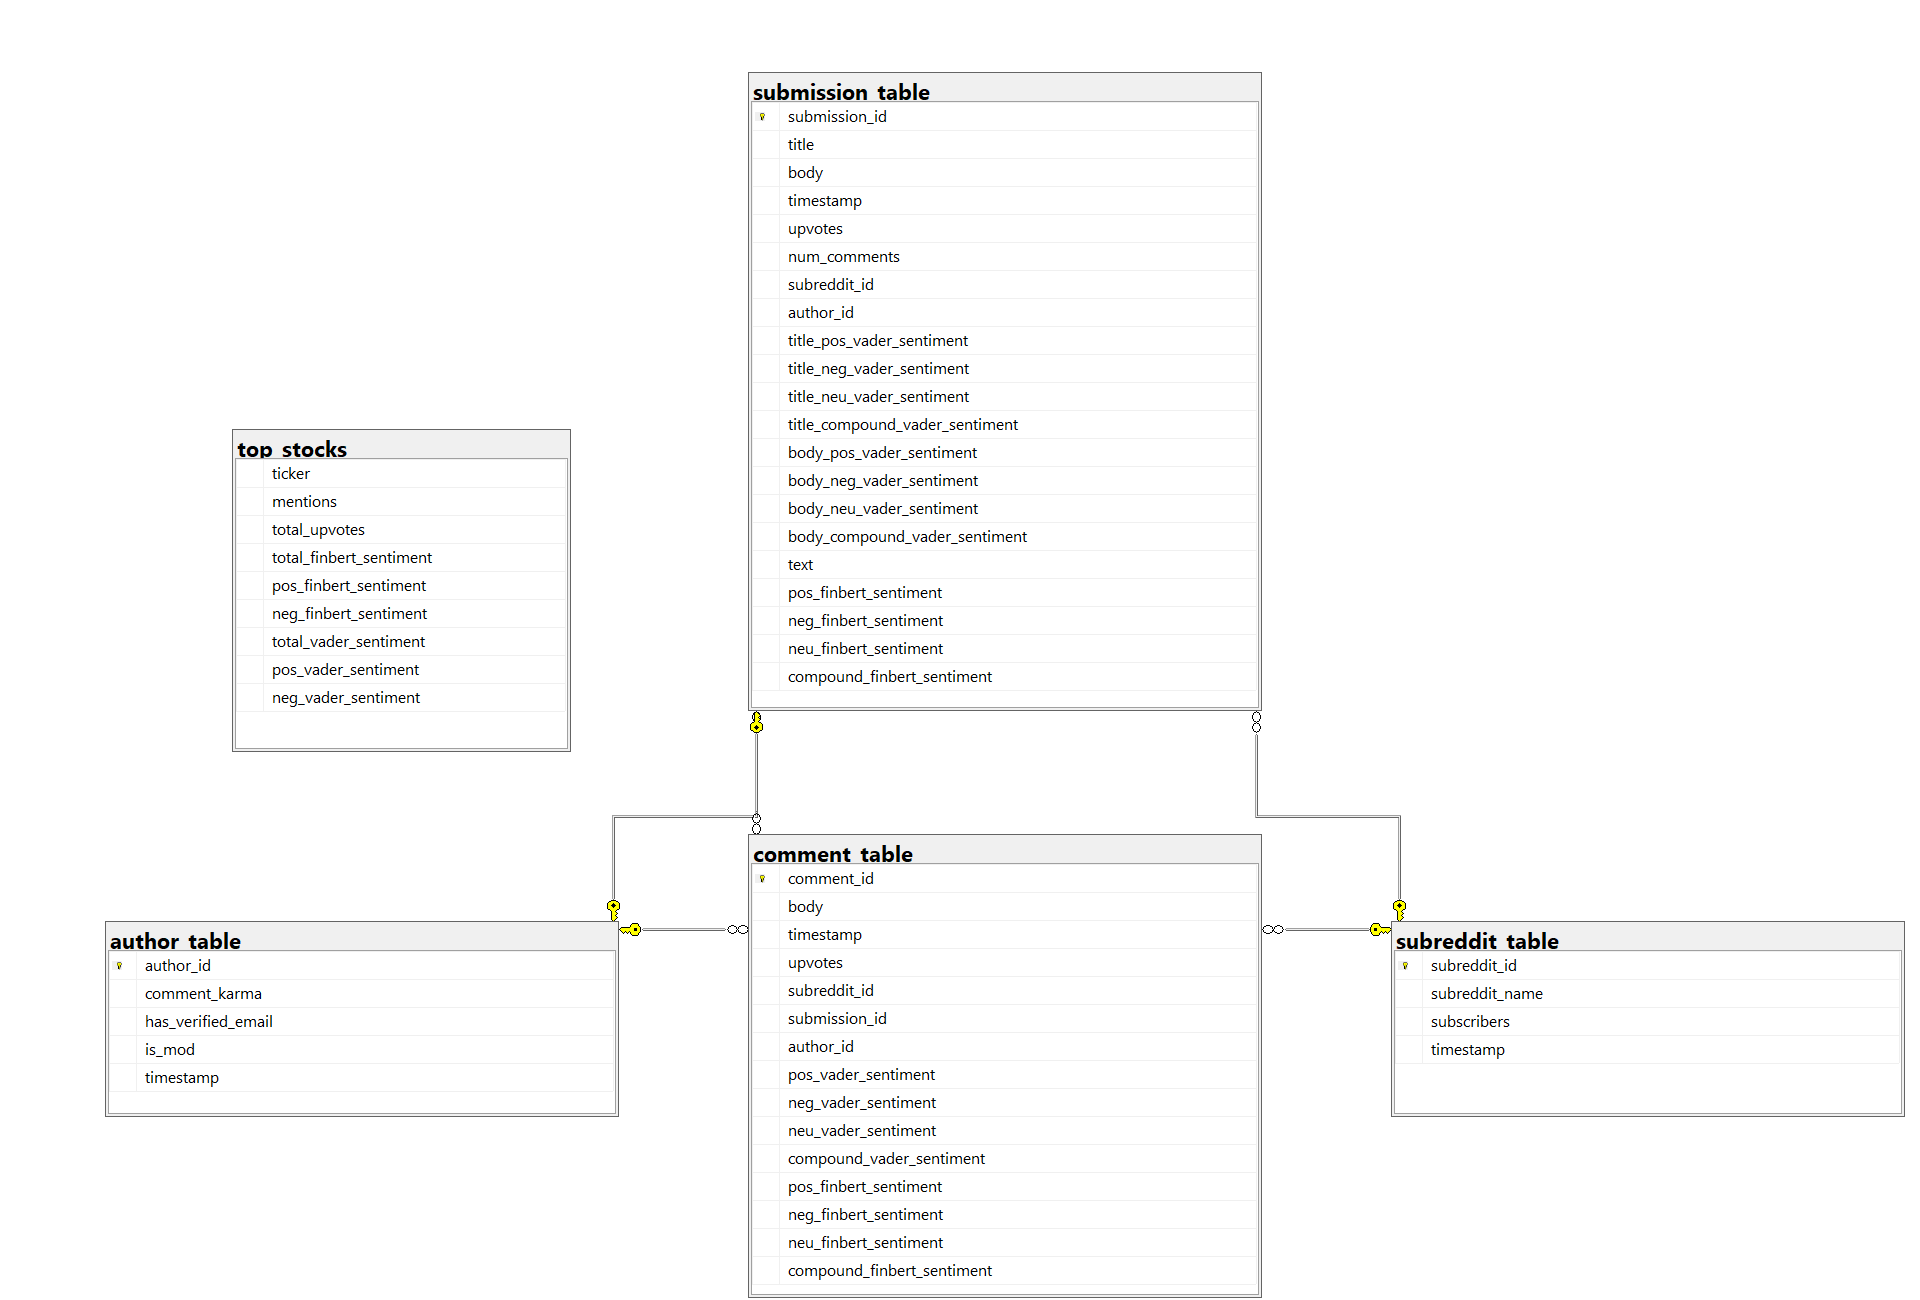 submission_table
submission_id
title
body
timestamp
upvotes
num_comments
subreddit_id
author_id
title_pos_vader_sentiment
title_neg_vader_sentiment
title_neu_vader_sentiment
title_compound_vader_sentiment
body_pos_vader_sentiment
body_neg_vader_sentiment
body_neu_vader_sentiment
body_compound_vader_sentiment
text
pos_finbert_sentiment
neg_finbert_sentiment
neu_finbert_sentiment
compound_finbert_sentiment
top_stocks
ticker
mentions
total_upvotes
total_finbert_sentiment
pos_finbert_sentiment
neg_finbert_sentiment
total_vader_sentiment
pos_vader_sentiment
neg_vader_sentiment
author_table
author_id
comment_karma
has_verified_email
is_mod
timestamp
comment_table
comment_id
body
timestamp
upvotes
subreddit_id
submission_id
author_id
pos_vader_sentiment
neg_vader_sentiment
neu_vader_sentiment
compound_vader_sentiment
pos_finbert_sentiment
neg_finbert_sentiment
neu_finbert_sentiment
compound_finbert_sentiment
subreddit_table
subreddit_id
subreddit_name
subscribers
timestamp